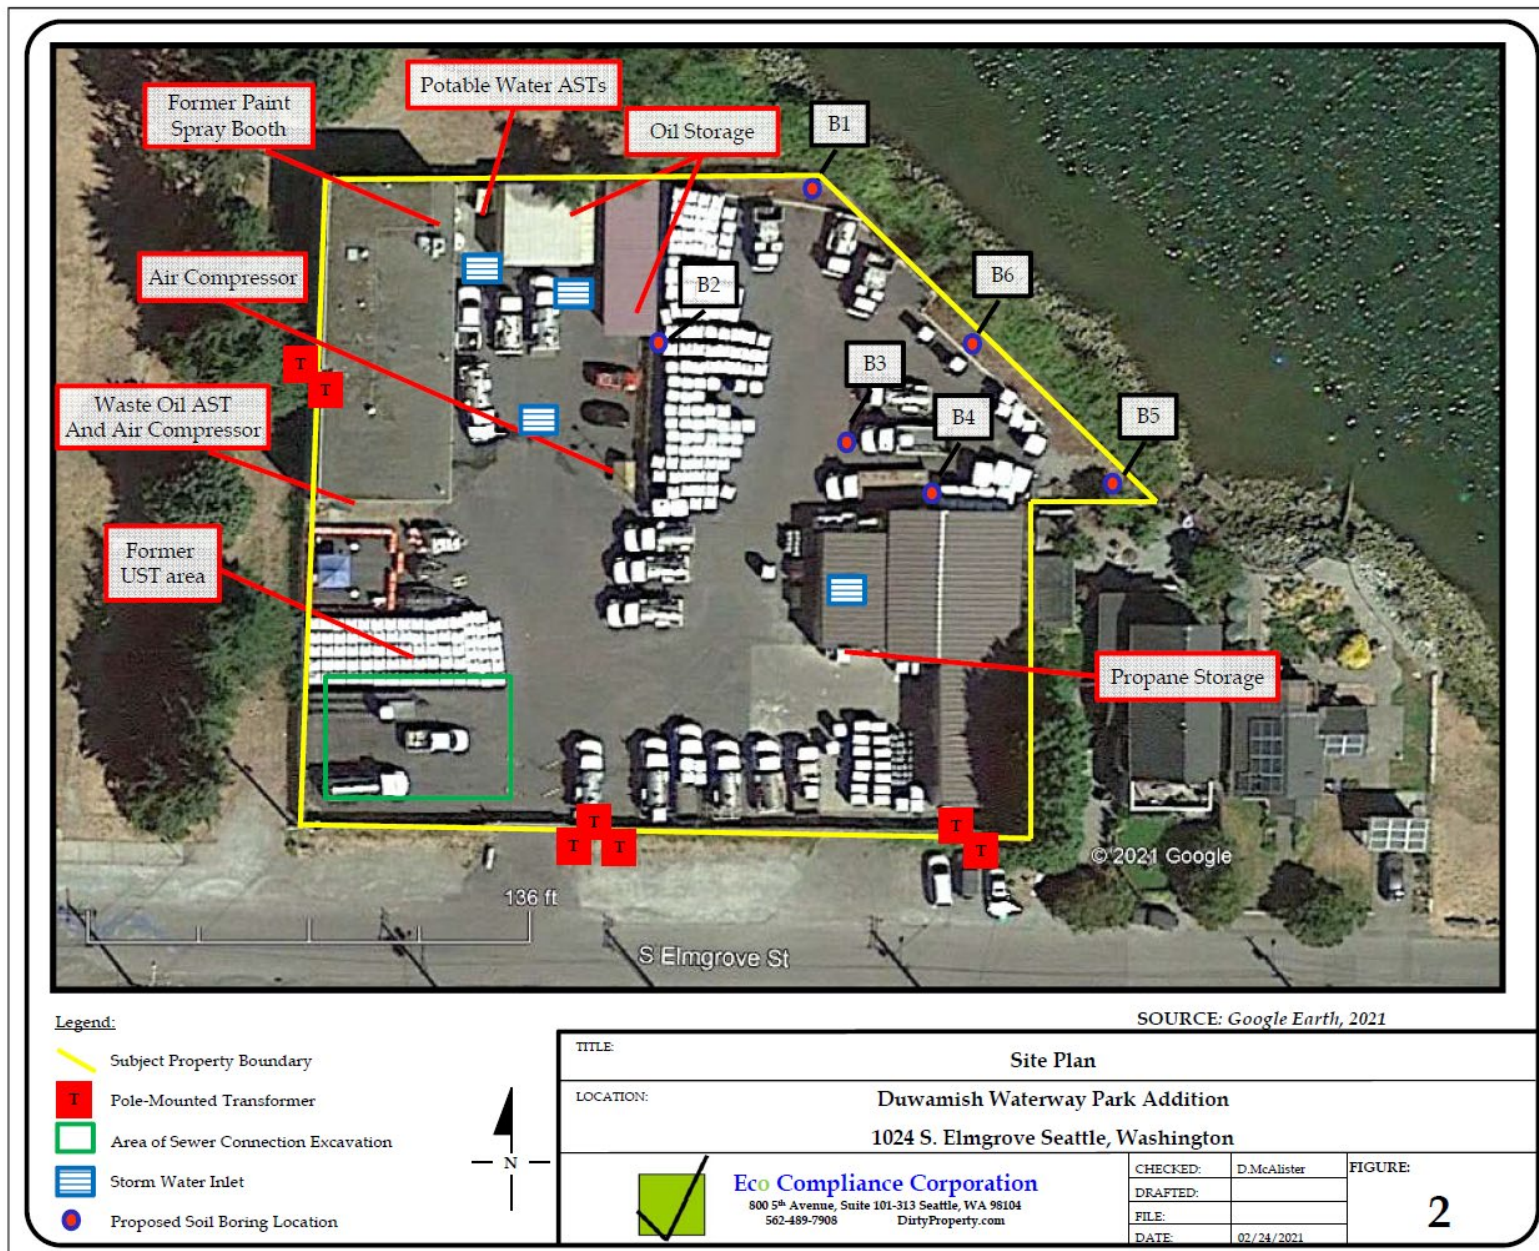 Potable Water ASTs
Former Paint
Spray Booth
Oil Storage
B1
Air Compressor
B2
B6
B3
B4
B5
T
T
Waste Oil AST
And Air Compressor
Former
UST area
Propane Storage
T
T
T
T
T
© 2021 Google
136 ft
S Elmgrove St
SOURCE: Google Earth, 2021
Legend:
Subject Property Boundary
T Pole-Mounted Transformer
Area of Sewer Connection Excavation
Storm Water Inlet
Proposed Soil Boring Location
N
TITLE:
Site Plan
LOCATION:
Duwamish Waterway Park Addition
1024 S. Elmgrove Seattle, Washington
Eco Compliance Corporation
800 5th Avenue, Suite 101-313 Seattle, WA 98104
562-489-7908 DirtyProperty.com
CHECKED: D.McAlister
DRAFTED:
FILE:
DATE: 02/24/2021
FIGURE:
2